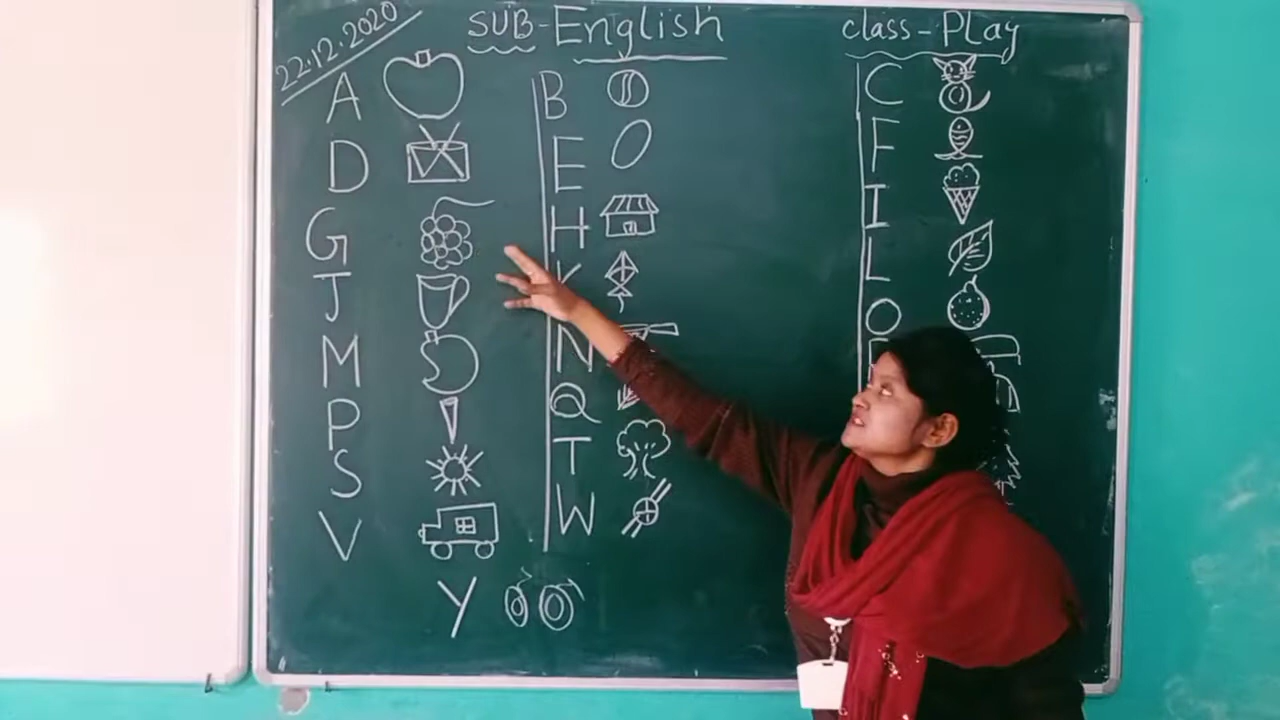 22.12.2020
SUB-English
class-Play
A B C
D E F
G H I
J K L
M N O
P Q
S T
V W
Y